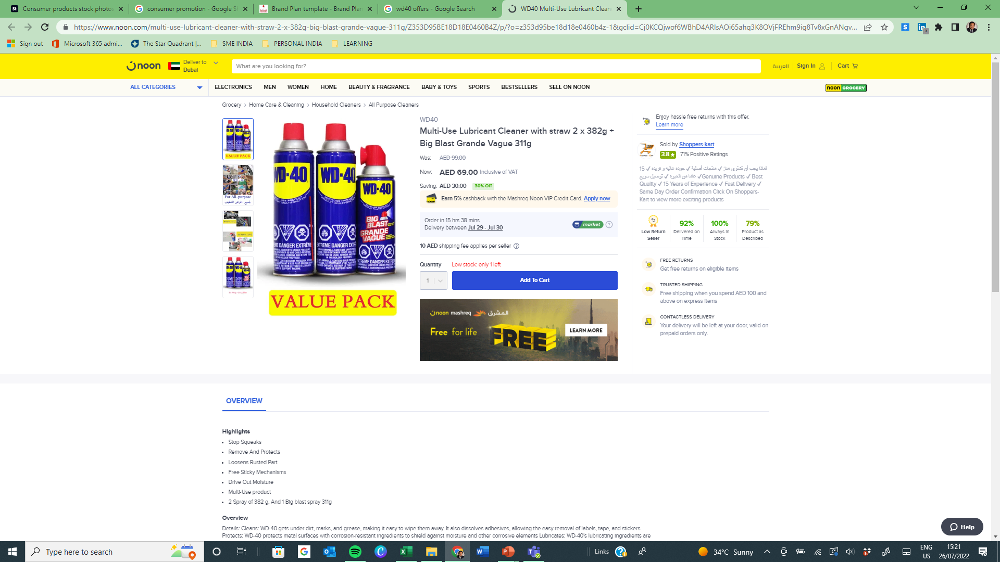 Consumer products stock photos
consumer promotion - Google S
Brand Plan template - Brand Plan
wd40 offers - Google Search
WD40 Multi-Use Lubricant Clean
https://www.noon.com/multi-use-lubricant-cleaner-with-straw-2-x-382g-big-blast-grande-vague-311g/Z353D95BE18D18E0460B4Z/p/?o=z353d95be18d18e0460b4z-1&gclid=Cj0KCQjwof6WBhD4ARIsAOi65ahq3K8OVjFREhm9ig8Tv8xGnANgv...
Sign out
Microsoft 365 admi...
The Star Quadrant |...
SME INDIA
PERSONAL INDIA
LEARNING
noon
Deliver to
Dubai
What are you looking for?
العربية
Sign In
Cart
ALL CATEGORIES
ELECTRONICS MEN WOMEN HOME BEAUTY & FRAGRANCE BABY & TOYS SPORTS BESTSELLERS SELL ON NOON
noon GROCERY
Grocery > Home Care & Cleaning > Household Cleaners > All Purpose Cleaners
VALUE PACK
For All-purpose
WD-40
WD-40
WD-40
MULTI-USE PRODUCT
BIG
BLAST
GRANDE
VAGUE
EXTREME DANGER EXTRÊME
VALUE PACK
WD40
Multi-Use Lubricant Cleaner with straw 2 x 382g +
Big Blast Grande Vague 311g
Was: AED 99.00
Now: AED 69.00 Inclusive of VAT
Saving: AED 30.00 30% Off
Earn 5% cashback with the Mashreq Noon VIP Credit Card. Apply now
Order in 15 hrs 38 mins
Delivery between Jul 29 - Jul 30
market
10 AED shipping fee applies per seller
Quantity
Low stock: only 1 left
1
Add To Cart
noon mashreq المشرق
Free for life
FREE
LEARN MORE
Enjoy hassle free returns with this offer.
Learn more
Sold by Shoppers-kart
3.8 ★ 71% Positive Ratings
لماذا يجب أن تشتري منا: ✓ منتجات أصلية ✓ جوده عاليه و فريده ✓ 15
عاما من الخبرة ✓ توصيل سريع ✓Genuine Products ✓ Best
Quality ✓ 15 Years of Experience ✓ Fast Delivery ✓
Same Day Order Confirmation Click On Shoppers-
Kart to view more exciting products
Low Return
Seller
92%
Delivered on
Time
100%
Always in
Stock
79%
Product as
Described
FREE RETURNS
Get free returns on eligible items
TRUSTED SHIPPING
Free shipping when you spend AED 100 and
above on express items
CONTACTLESS DELIVERY
Your delivery will be left at your door, valid on
prepaid orders only.
OVERVIEW
Highlights
• Stop Squeaks
• Remove And Protects
• Loosens Rusted Part
• Free Sticky Mechanisms
• Drive Out Moisture
• Multi-Use product
• 2 Spray of 382 g, And 1 Big blast spray 311g
Overview
Details: Cleans: WD-40 gets under dirt, marks, and grease, making it easy to wipe them away. It also dissolves adhesives, allowing the easy removal of labels, tape, and stickers
Protects: WD-40 protects metal surfaces with corrosion-resistant ingredients to shield against moisture and other corrosive elements Lubricates: WD-40's lubricating ingredients are
Help
Type here to search
Links
34°C Sunny
ENG
US
15:21
26/07/2022